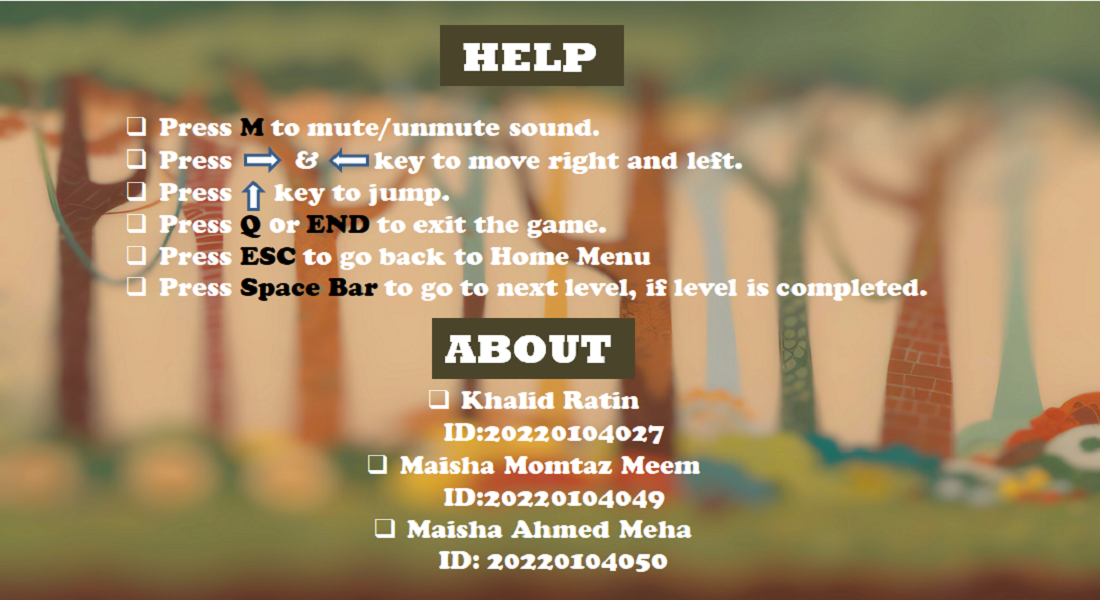 HELP
❑ Press M to mute/unmute sound.
❑ Press ⇨ & ⇦ key to move right and left.
❑ Press ⇧ key to jump.
❑ Press Q or END to exit the game.
❑ Press ESC to go back to Home Menu
❑ Press Space Bar to go to next level, if level is completed.
ABOUT
❑ Khalid Ratin
ID:20220104027
❑ Maisha Momtaz Meem
ID:20220104049
❑ Maisha Ahmed Meha
ID: 20220104050